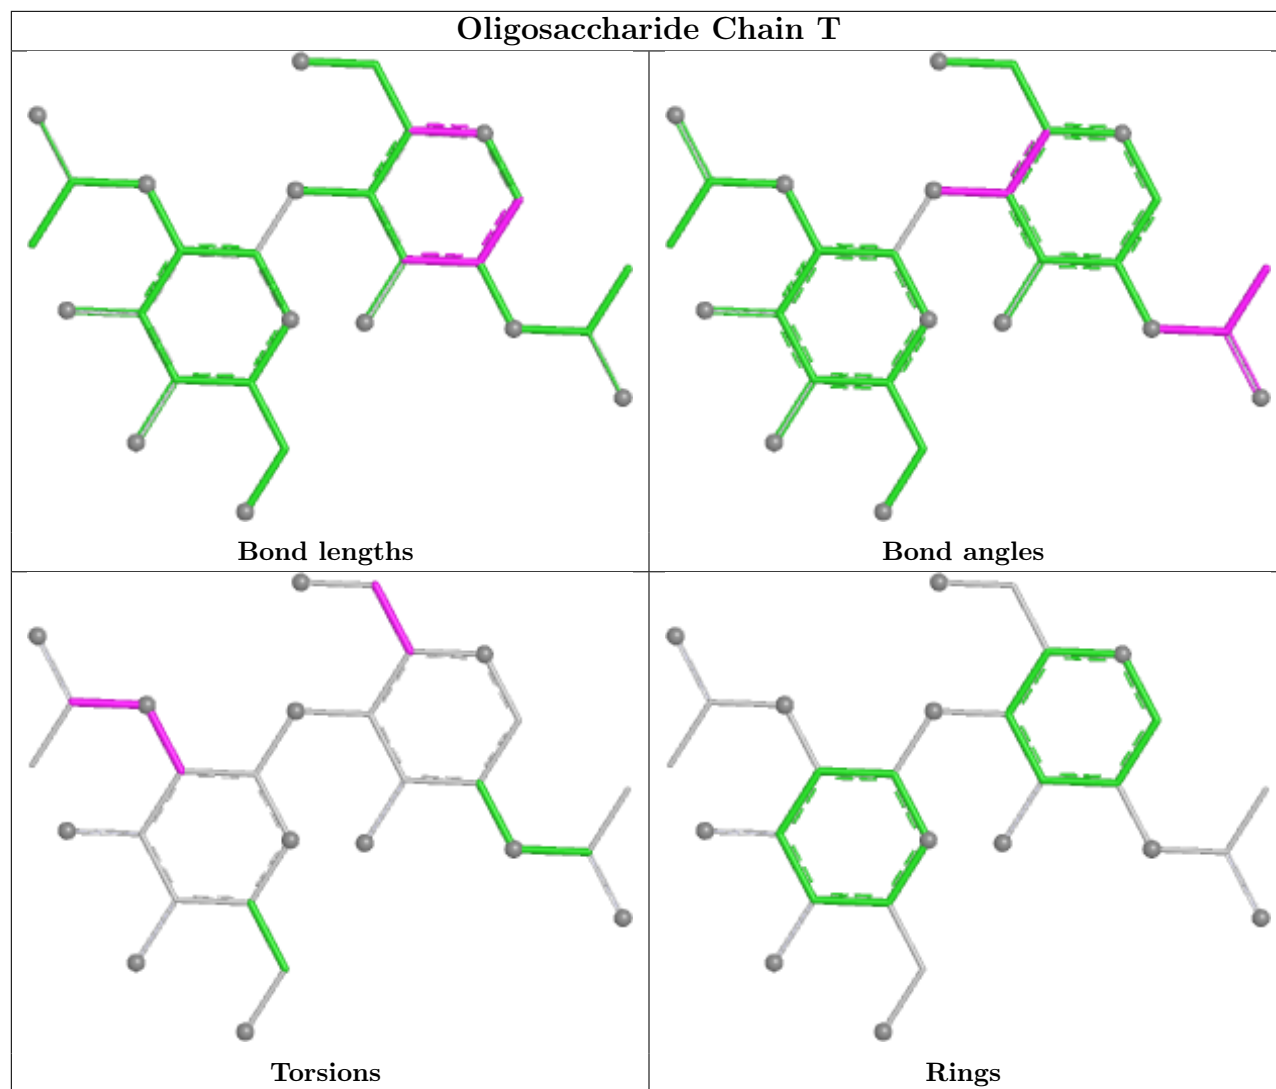 Oligosaccharide Chain T
Bond lengths
Bond angles
Torsions
Rings